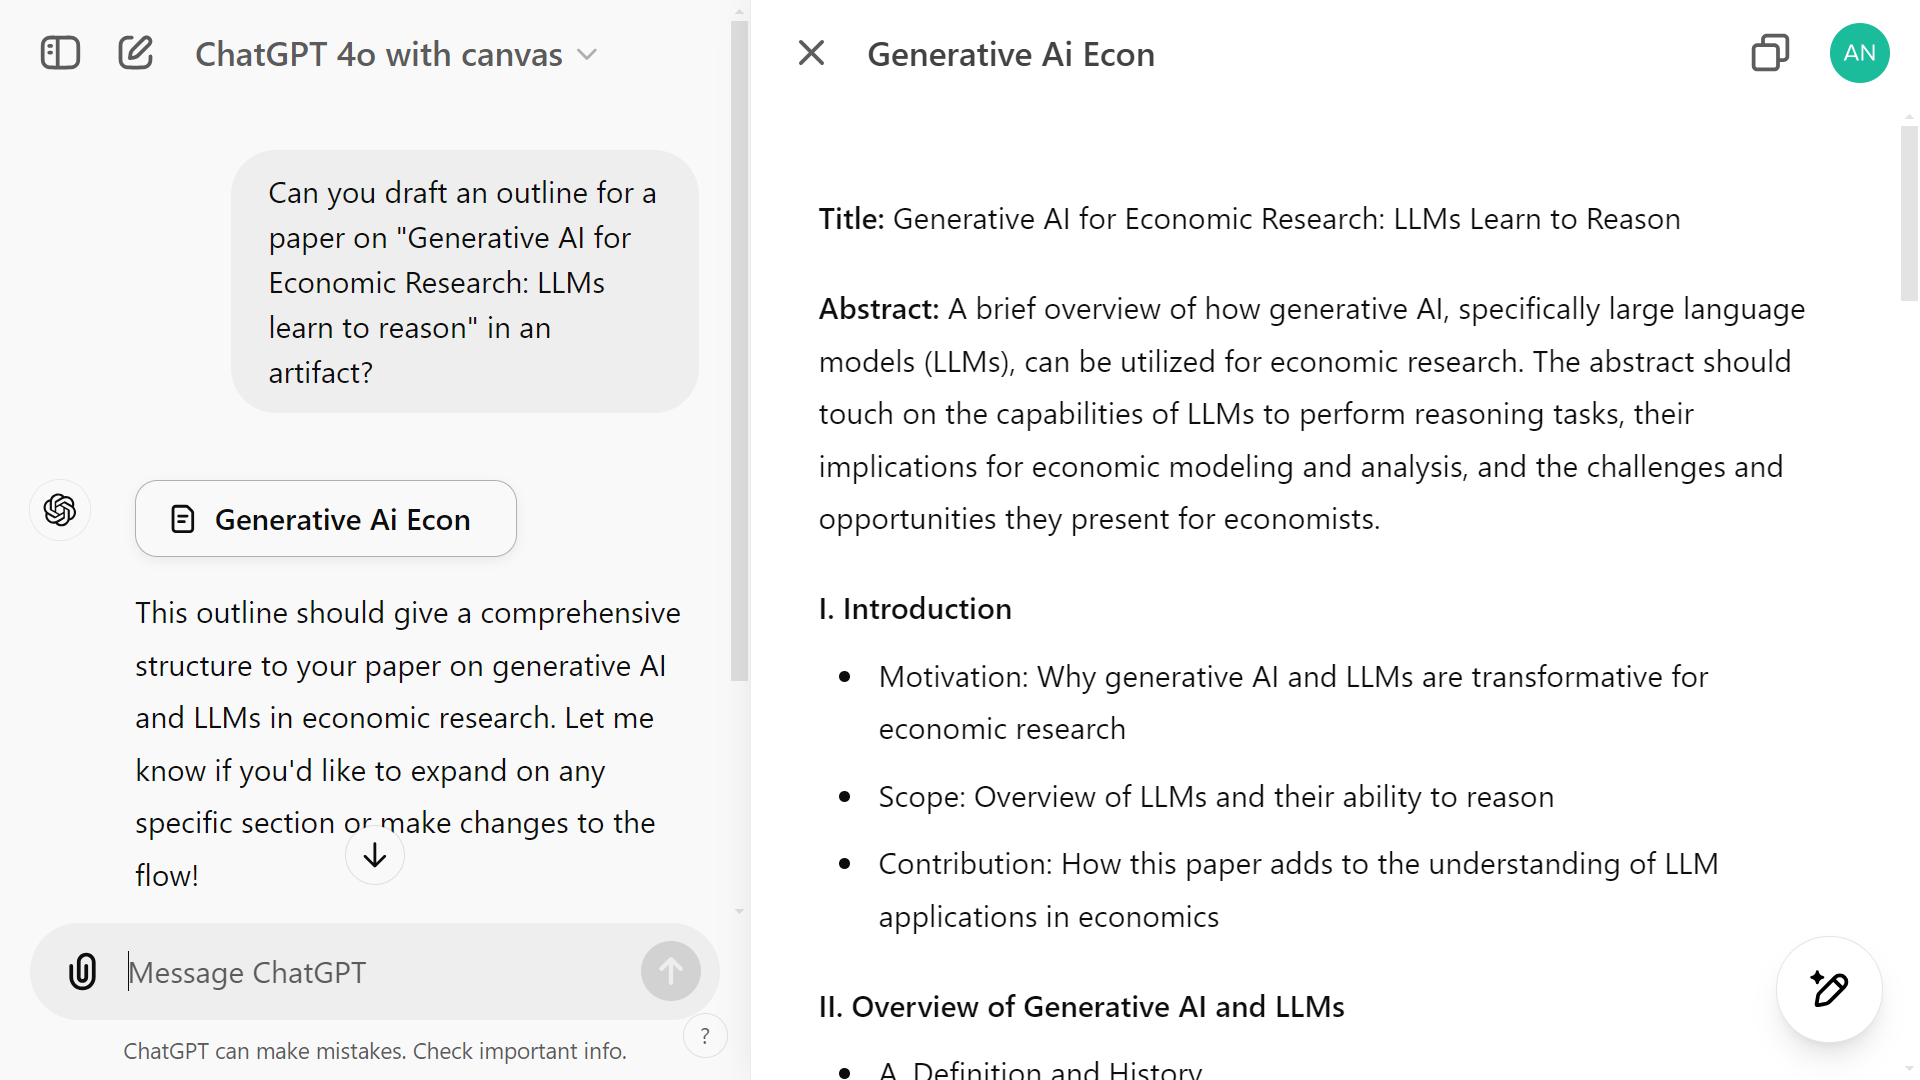 ChatGPT 4o with canvas
Can you draft an outline for a
paper on "Generative AI for
Economic Research: LLMs
learn to reason" in an
artifact?
Generative Ai Econ
This outline should give a comprehensive
structure to your paper on generative AI
and LLMs in economic research. Let me
know if you'd like to expand on any
specific section or make changes to the
flow!
Message ChatGPT
?
ChatGPT can make mistakes. Check important info.
Generative Ai Econ
AN
Title: Generative AI for Economic Research: LLMs Learn to Reason
Abstract: A brief overview of how generative AI, specifically large language
models (LLMs), can be utilized for economic research. The abstract should
touch on the capabilities of LLMs to perform reasoning tasks, their
implications for economic modeling and analysis, and the challenges and
opportunities they present for economists.
I. Introduction
• Motivation: Why generative AI and LLMs are transformative for
economic research
• Scope: Overview of LLMs and their ability to reason
• Contribution: How this paper adds to the understanding of LLM
applications in economics
II. Overview of Generative AI and LLMs
• A. Definition and History